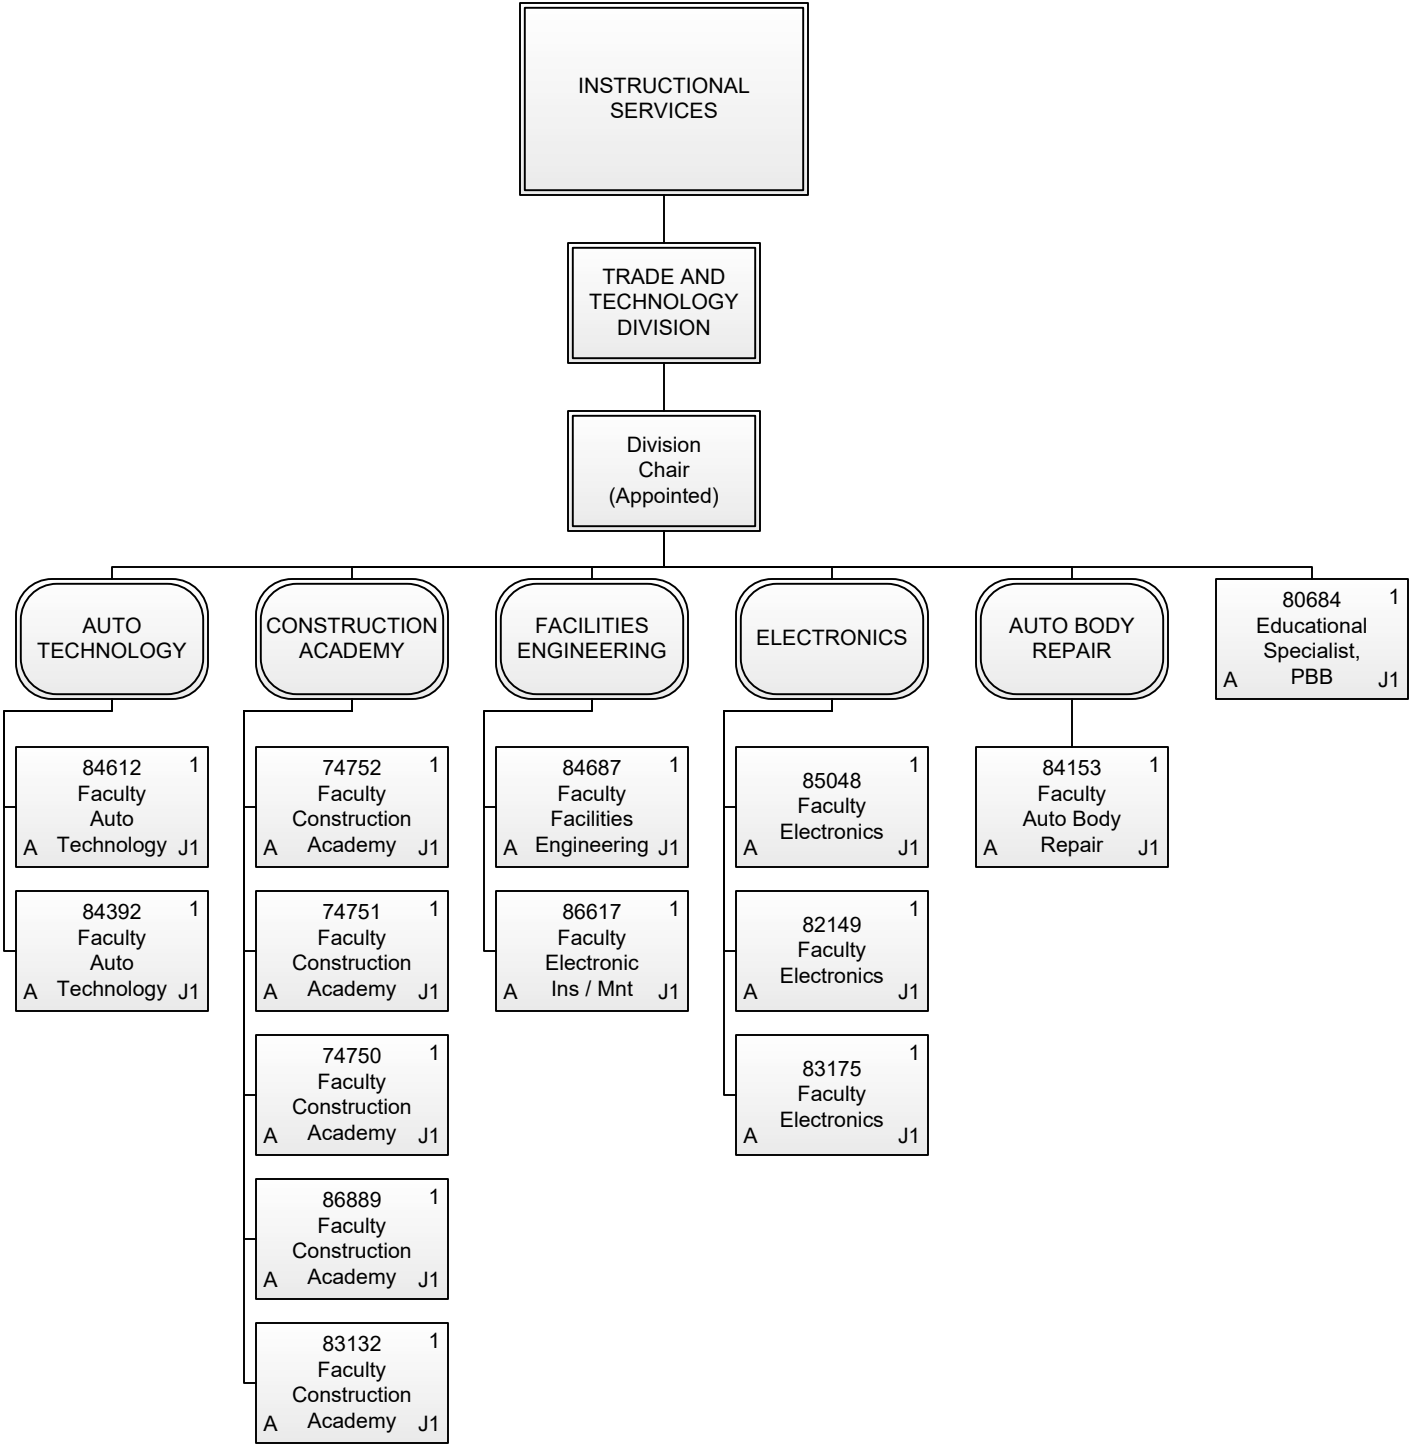 INSTRUCTIONAL
SERVICES
TRADE AND
TECHNOLOGY
DIVISION
Division
Chair
(Appointed)
AUTO
TECHNOLOGY
CONSTRUCTION
ACADEMY
FACILITIES
ENGINEERING
ELECTRONICS
AUTO BODY
REPAIR
80684 1
Educational
Specialist,
A PBB J1
84612 1
Faculty
Auto
A Technology J1
84392 1
Faculty
Auto
A Technology J1
74752 1
Faculty
Construction
A Academy J1
74751 1
Faculty
Construction
A Academy J1
74750 1
Faculty
Construction
A Academy J1
86889 1
Faculty
Construction
A Academy J1
83132 1
Faculty
Construction
A Academy J1
84687 1
Faculty
Facilities
A Engineering J1
86617 1
Faculty
Electronic
A Ins / Mnt J1
1
85048
Faculty
Electronics
A J1
1
82149
Faculty
Electronics
A J1
1
83175
Faculty
Electronics
A J1
84153 1
Faculty
Auto Body
A Repair J1